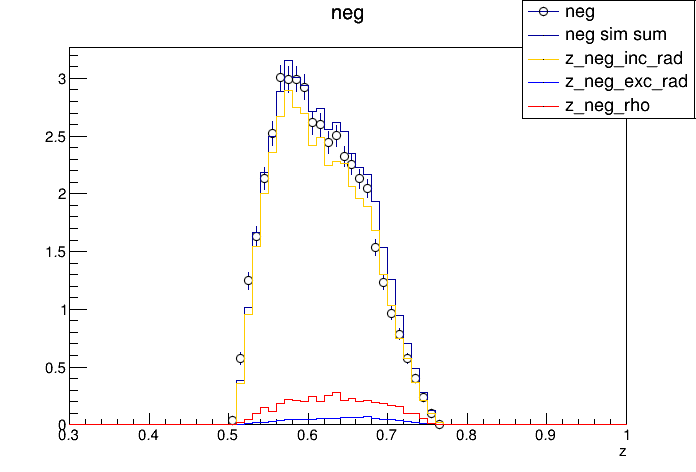 neg
neg
neg sim sum
z_neg_inc_rad
z_neg_exc_rad
z_neg_rho
3
2.5
2
1.5
1
0.5
0
0.3 0.4 0.5 0.6 0.7 0.8 0.9 1
z